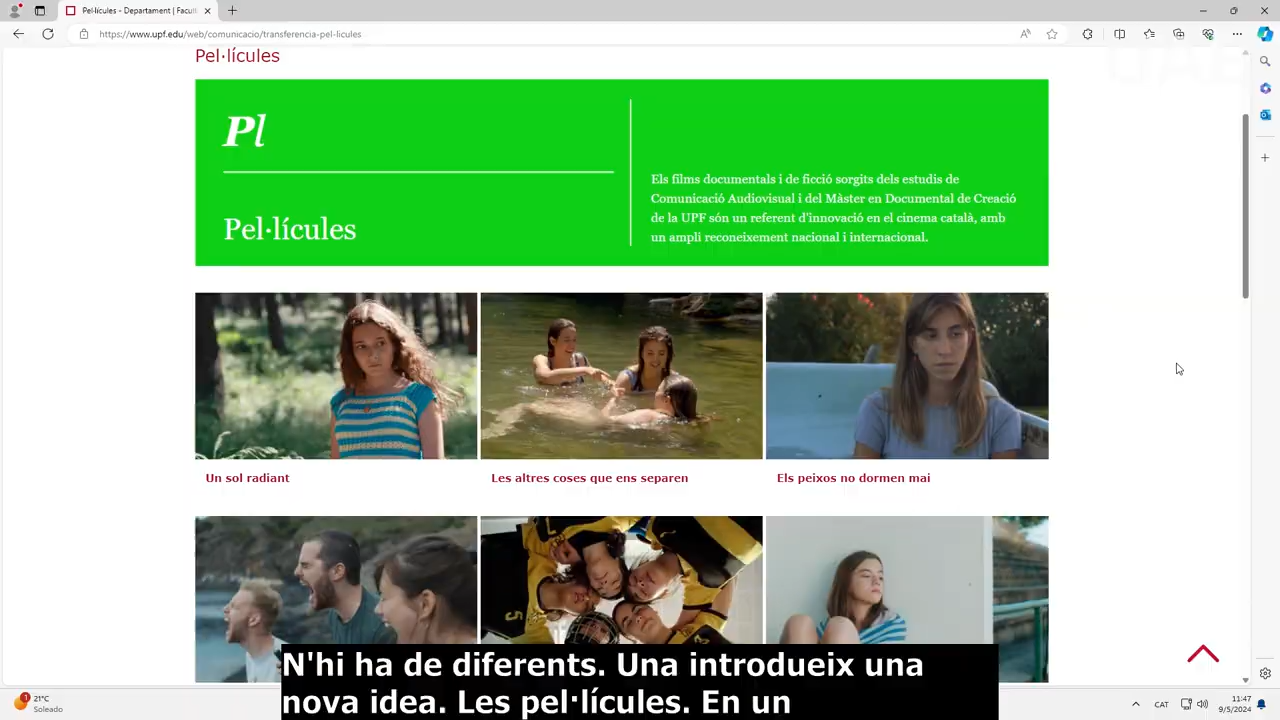 Pel·lícules - Departament | Facul
https://www.upf.edu/web/comunicacio/transferencia-pel-licules
Pel·lícules
Pl
Pel·lícules
Els films documentals i de ficció sorgits dels estudis de
Comunicació Audiovisual i del Màster en Documental de Creació
de la UPF són un referent d'innovació en el cinema català, amb
un ampli reconeixement nacional i internacional.
Un sol radiant
Les altres coses que ens separen
Els peixos no dormen mai
N'hi ha de diferents. Una introdueix una
nova idea. Les pel·lícules. En un
1
21°C
Soleado
CAT
11:47
9/5/2024